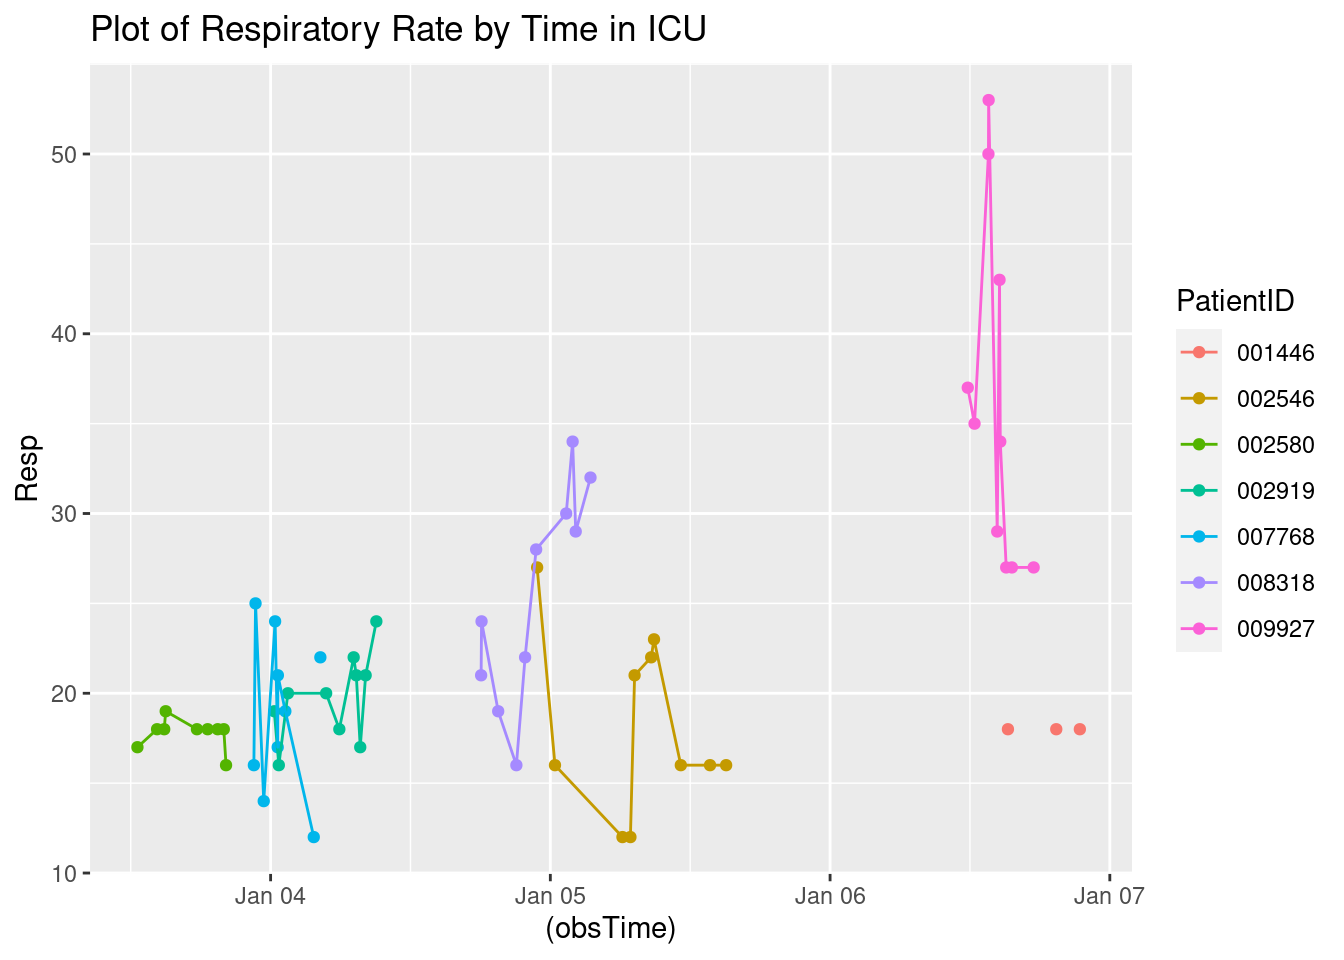 Plot of Respiratory Rate by Time in ICU
50
40
30
20
10
Resp
Jan 04 Jan 05 Jan 06 Jan 07
(obsTime)
PatientID
001446
002546
002580
002919
007768
008318
009927